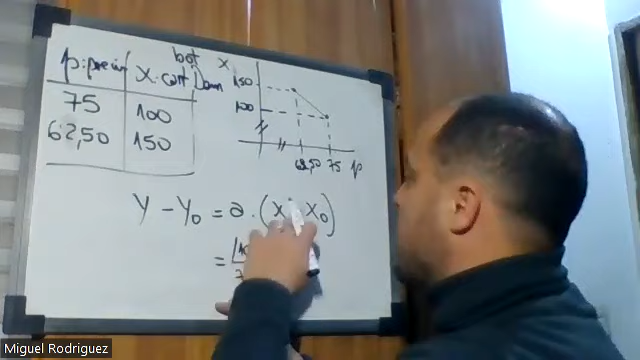 p: precio
x: cant Dem
75
100
62,50
150
x
150
100
62,50 75 p
y - y₀ = a · (x - x₀)
=
Miguel Rodriguez